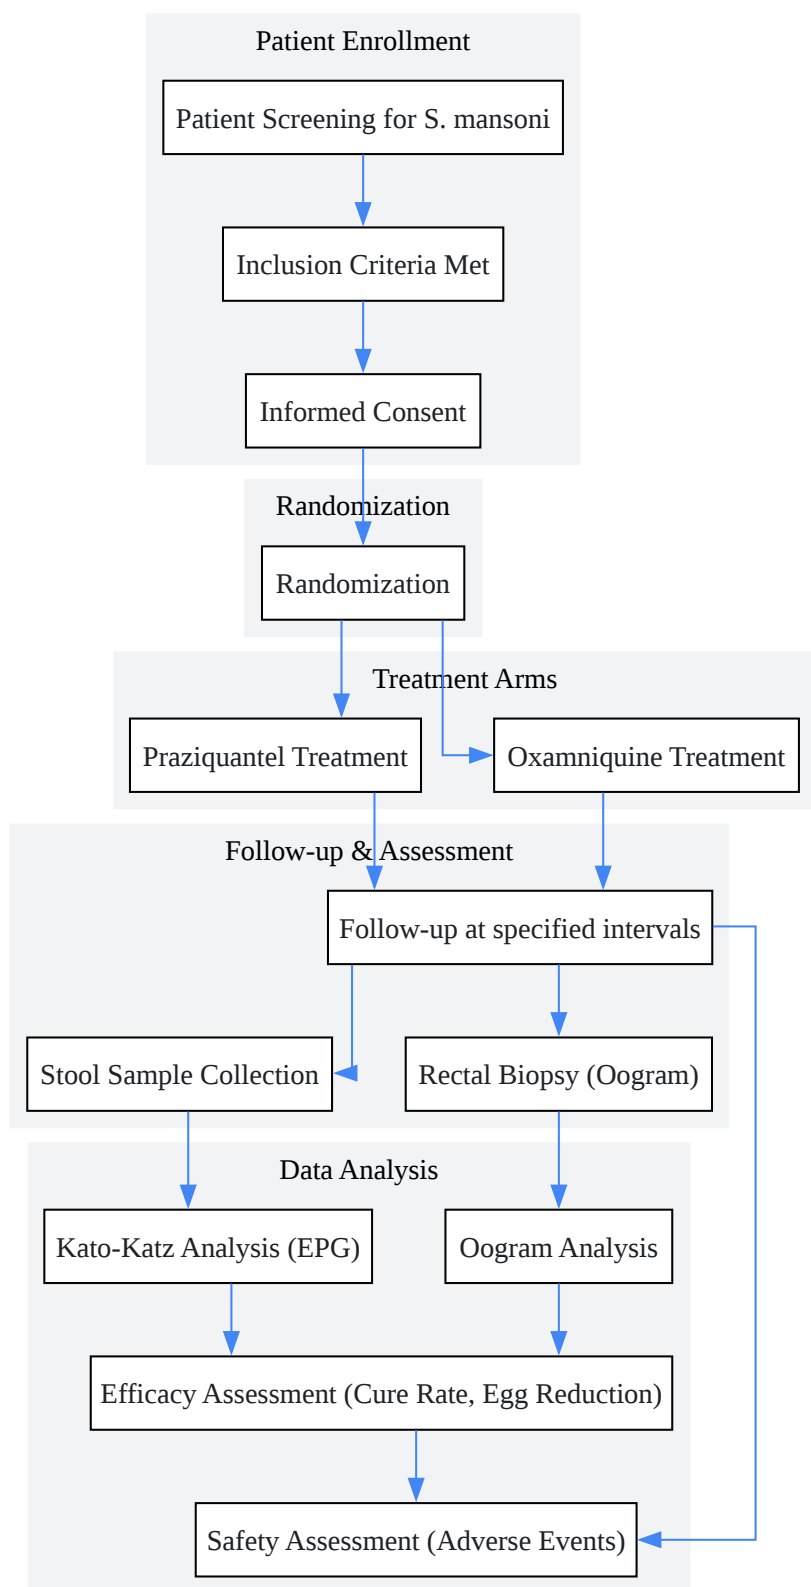 Patient Enrollment
Patient Screening for S. mansoni
Inclusion Criteria Met
Informed Consent
Randomization
Randomization
Treatment Arms
Praziquantel Treatment
Oxamniquine Treatment
Follow-up & Assessment
Follow-up at specified intervals
Stool Sample Collection
Rectal Biopsy (Oogram)
Data Analysis
Kato-Katz Analysis (EPG)
Oogram Analysis
Efficacy Assessment (Cure Rate, Egg Reduction)
Safety Assessment (Adverse Events)